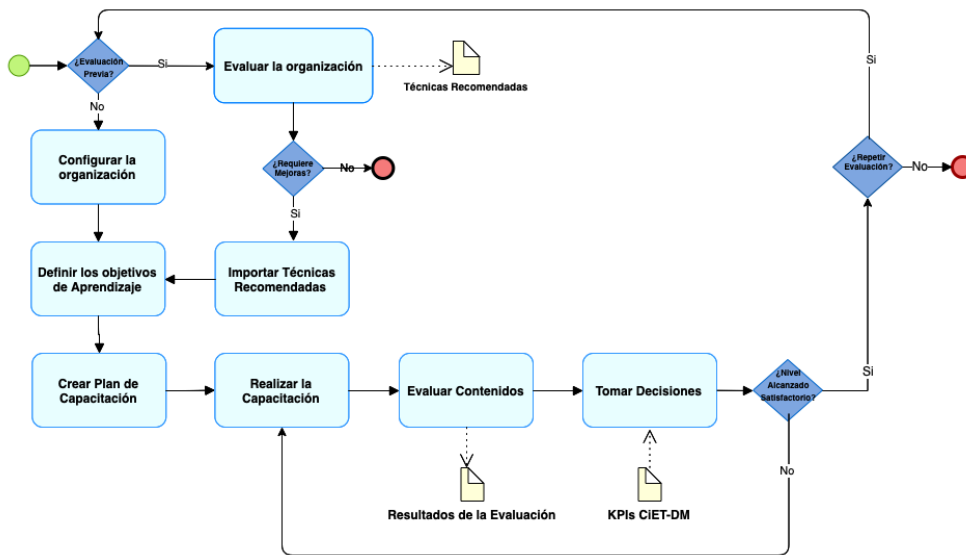 ¿Evaluación
Previa?
Si
Evaluar la organización
Técnicas Recomendadas
Si
No
Configurar la
organización
¿Requiere
Mejoras?
No
¿Repetir
Evaluación?
No
Si
Definir los objetivos
de Aprendizaje
Importar Técnicas
Recomendadas
Crear Plan de
Capacitación
Realizar la
Capacitación
Evaluar Contenidos
Tomar Decisiones
¿Nivel
Alcanzado
Satisfactorio?
Si
No
Resultados de la Evaluación
KPIs CiET-DM